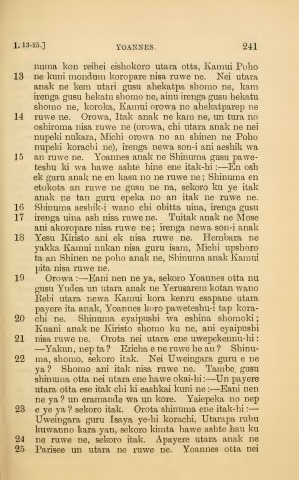 1. 13-25.] YOANNES. 241
numa kon reihei eishokoro utara otta, Kamui Poho
13 ne kuni mondum koropare nisa ruwe ne. Nei utara
anak ne kem utari gusu ahekatpa shomo ne, kam
irenga gusu hekatu shomo ne, ainu irenga gusu hekatu
shomo ne, koroka, Kamui orowa no ahekatparep ne
14 ruwe ne. Orowa, Itak anak ne kam ne, un tura no
oshiroma nisa ruwe ne (orowa, chi utara anak ne nei
nupeki nukara, Michi orowa no an shinen ne Poho
nupeki korachi ne), irenga newa son-i ani aeshik wa
15 an ruwe ne. Yoannes anak ne Shinuma gusu pawe-
teshu ki wa hawe ashte hine ene itak-hi :—En osh
ek guru anak ne en kasu no ne ruwe ne ; Shinuma en
etokota an ruwe ne gusu ne na, sekoro ku ye itak
anak ne tan guru epeka no an itak ne ruwe ne.
16 Shinuma aeshik-i wano chi obitta uina, irenga gusu
17 irenga uina ash nisa ruwe ne. Tuitak anak ne Mose
ani akoropare nisa ruwe ne ; irenga newa son-i anak
18 Yesu Kiristo ani ek nisa ruwe ne. Hembara ne
yakka Kamui nukan nisa guru isam, Michi upshoro
ta an Shinen ne poho anak ne, Shinuma anak Kamui
pita nisa ruwe ne.
19 Orowa :—Eani nen ne ya, sekoro Yoannes otta nu
gusu Yudea un utara anak ne Yerusarem kotan wano
Rebi utara newa Kamui kora kenru esapane utara
payere ita anak, Yoannes koro paweteshu-i tap kora-
20 chi ne. Shinuma eyaipushi wa eshina shomoki ;
Kuani anak ne Kiristo shomo ku ne, ani eyaipushi
21 nisa ruwe ne. Orota nei utara ene uwepekennu-hi :
—Yakun, nep ta ? Ericha e ne ruwe he an ? Shinu-
22 ma, shomo, sekoro itak. Nei Uweingara guru e ne
ya ? Shomo ani itak nisa ruwe ne. Tambe gusu
shinuma otta nei utara ene hawe okai-hi :—Un payere
utara otta ese itak chi ki eashkai kuni ne :—Eani nen
ne ya ? un eramande wa un kore. Yaiepeka no nep
23 e ye ya ? sekoro itak. Orota shinuma ene itak-hi :—
Uweingara guru Isaya ye-hi korachi, Utarapa ruhu
kuwanno kara yan, sekoro kimta hawe ashte hau ku
24 ne ruwe ne, sekoro itak. Apayere utara anak ne
25 Parisee un utara ne ruwe ne. Yoannes otta nei